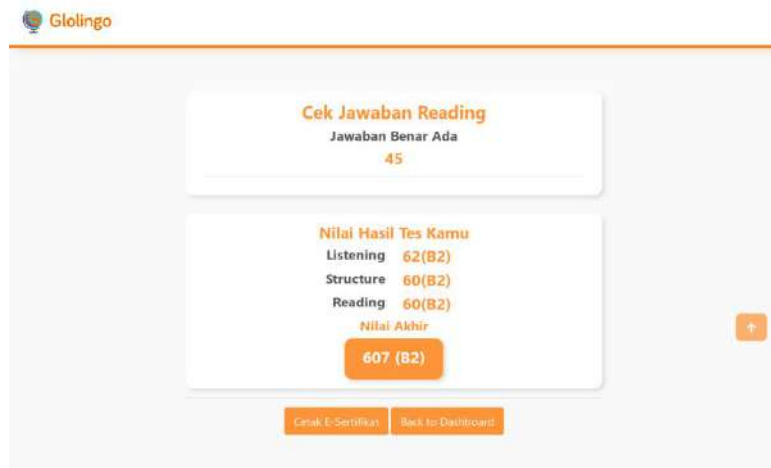 Glolingo
Cek Jawaban Reading
Jawaban Benar Ada
45
Nilai Hasil Tes Kamu
Listening 62(B2)
Structure 60(B2)
Reading 60(B2)
Nilai Akhir
607 (B2)
Cetak E-Sertifikat Back to Dashboard